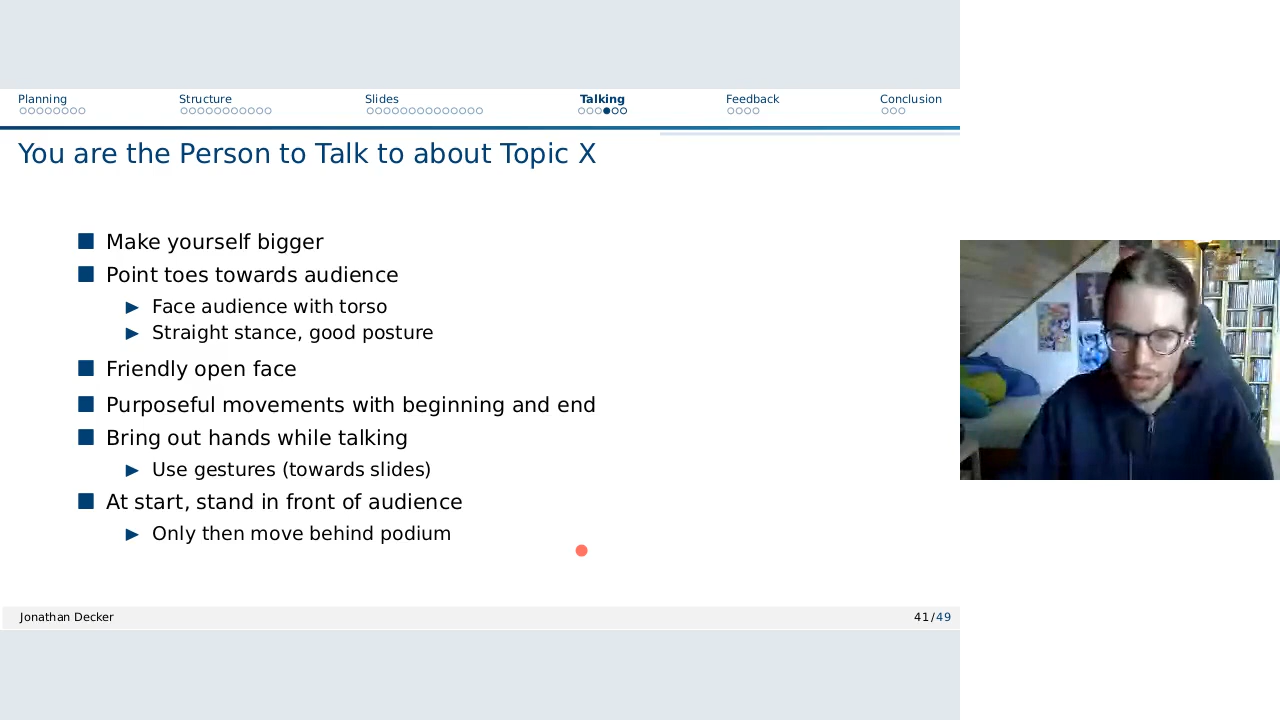 Planning
Structure
Slides
Talking
Feedback
Conclusion
You are the Person to Talk to about Topic X
Make yourself bigger
Point toes towards audience
Face audience with torso
Straight stance, good posture
Friendly open face
Purposeful movements with beginning and end
Bring out hands while talking
Use gestures (towards slides)
At start, stand in front of audience
Only then move behind podium
Jonathan Decker
41/49